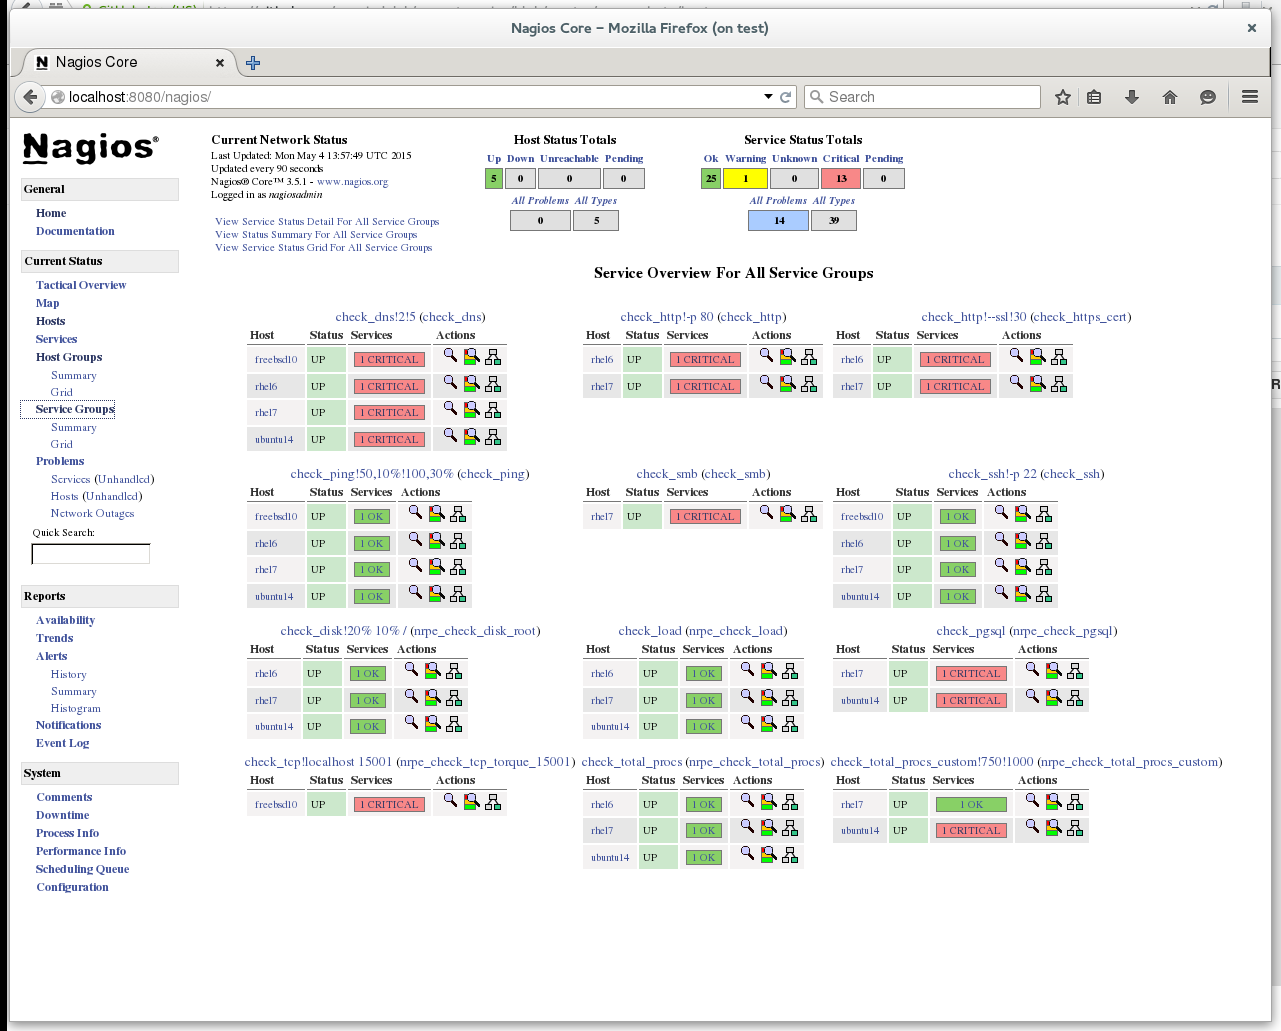 Nagios Core – Mozilla Firefox (on test)
Nagios Core
localhost:8080/nagios/
Search
Nagios®
General
Home
Documentation
Current Status
Tactical Overview
Map
Hosts
Services
Host Groups
Summary
Grid
Service Groups
Summary
Grid
Problems
Services (Unhandled)
Hosts (Unhandled)
Network Outages
Quick Search:
Reports
Availability
Trends
Alerts
History
Summary
Histogram
Notifications
Event Log
System
Comments
Downtime
Process Info
Performance Info
Scheduling Queue
Configuration
Current Network Status
Last Updated: Mon May 4 13:57:49 UTC 2015
Updated every 90 seconds
Nagios® Core™ 3.5.1 - www.nagios.org
Logged in as nagiosadmin
View Service Status Detail For All Service Groups
View Status Summary For All Service Groups
View Service Status Grid For All Service Groups
Host Status Totals
Up Down Unreachable Pending
5 0 0 0
All Problems All Types
0 5
Service Status Totals
Ok Warning Unknown Critical Pending
25 1 0 13 0
All Problems All Types
14 39
Service Overview For All Service Groups
check_dns!2!5 (check_dns)
Host Status Services Actions
freebsd10 UP 1 CRITICAL
rhel6 UP 1 CRITICAL
rhel7 UP 1 CRITICAL
ubuntu14 UP 1 CRITICAL
check_http!-p 80 (check_http)
Host Status Services Actions
rhel6 UP 1 CRITICAL
rhel7 UP 1 CRITICAL
check_http!--ssl!30 (check_https_cert)
Host Status Services Actions
rhel6 UP 1 CRITICAL
rhel7 UP 1 CRITICAL
check_ping!50,10%!100,30% (check_ping)
Host Status Services Actions
freebsd10 UP 1 OK
rhel6 UP 1 OK
rhel7 UP 1 OK
ubuntu14 UP 1 OK
check_smb (check_smb)
Host Status Services Actions
rhel7 UP 1 CRITICAL
check_ssh!-p 22 (check_ssh)
Host Status Services Actions
freebsd10 UP 1 OK
rhel6 UP 1 OK
rhel7 UP 1 OK
ubuntu14 UP 1 OK
check_disk!20% 10% / (nrpe_check_disk_root)
Host Status Services Actions
rhel6 UP 1 OK
rhel7 UP 1 OK
ubuntu14 UP 1 OK
check_load (nrpe_check_load)
Host Status Services Actions
rhel6 UP 1 OK
rhel7 UP 1 OK
ubuntu14 UP 1 OK
check_pgsql (nrpe_check_pgsql)
Host Status Services Actions
rhel7 UP 1 CRITICAL
ubuntu14 UP 1 CRITICAL
check_tcp!localhost 15001 (nrpe_check_tcp_torque_15001)
Host Status Services Actions
freebsd10 UP 1 CRITICAL
check_total_procs (nrpe_check_total_procs)
Host Status Services Actions
rhel6 UP 1 OK
rhel7 UP 1 OK
ubuntu14 UP 1 OK
check_total_procs_custom!750!1000 (nrpe_check_total_procs_custom)
Host Status Services Actions
rhel7 UP 1 OK
ubuntu14 UP 1 CRITICAL